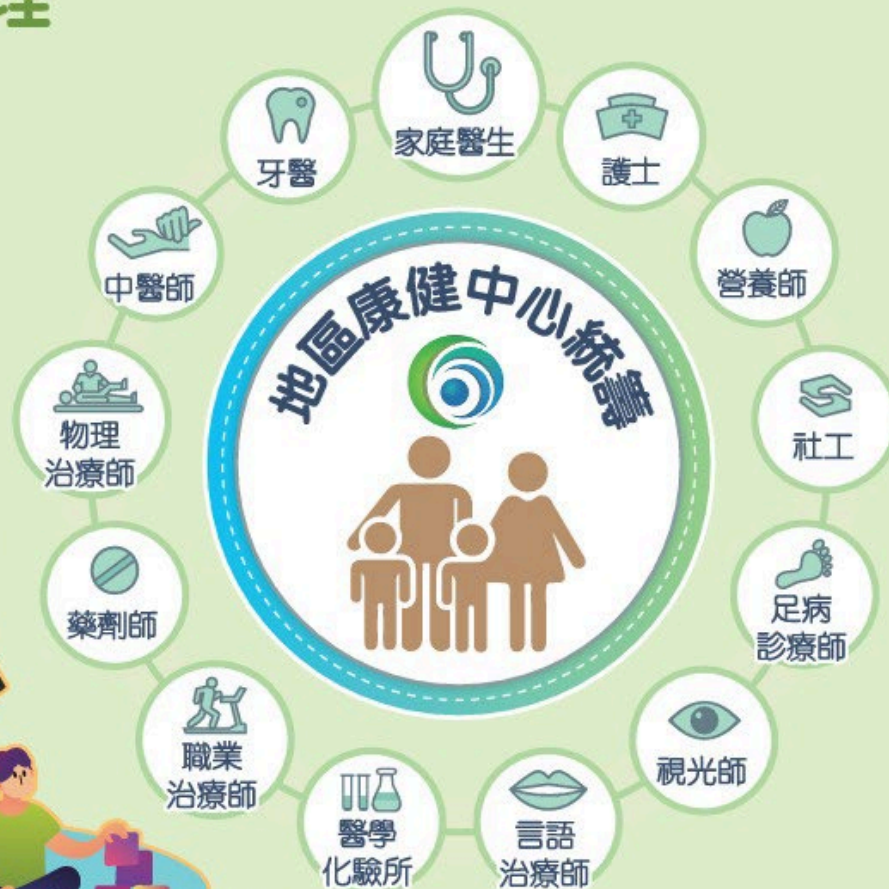 理
家庭醫生
護士
營養師
社工
足病
診療師
視光師
言語
治療師
醫學
化驗所
職業
治療師
藥劑師
物理
治療師
中醫師
牙醫
地區康健中心統籌